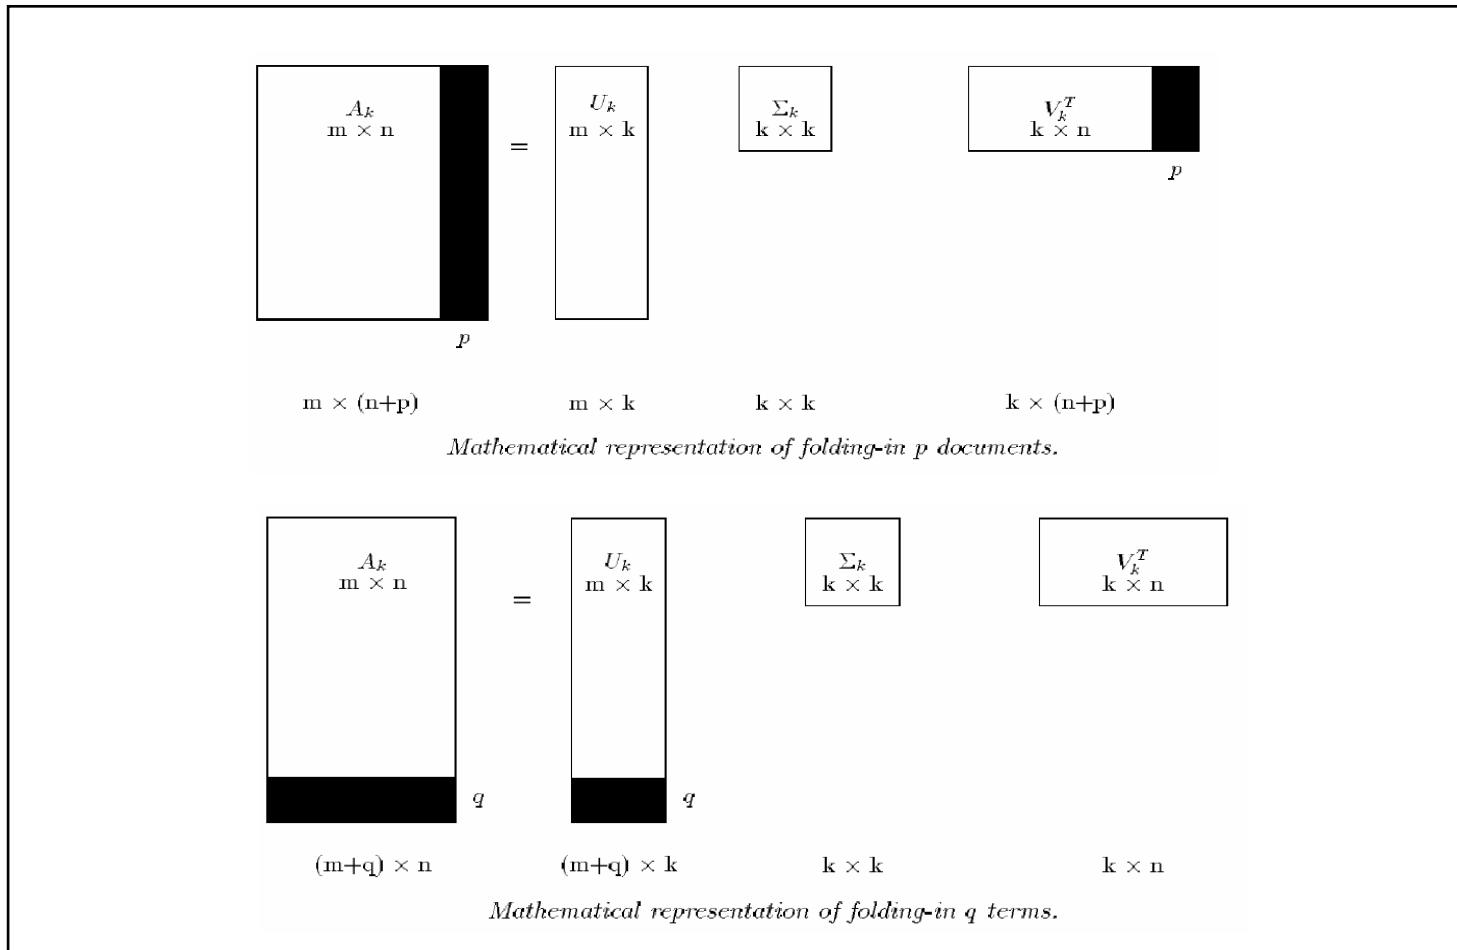 A_k U_k Σ_k V_k^T
m × n m × k k × k k × n
=
p
p
m × (n+p) m × k k × k k × (n+p)
Mathematical representation of folding-in p documents.
A_k U_k Σ_k V_k^T
m × n m × k k × k k × n
=
q q
(m+q) × n (m+q) × k k × k k × n
Mathematical representation of folding-in q terms.